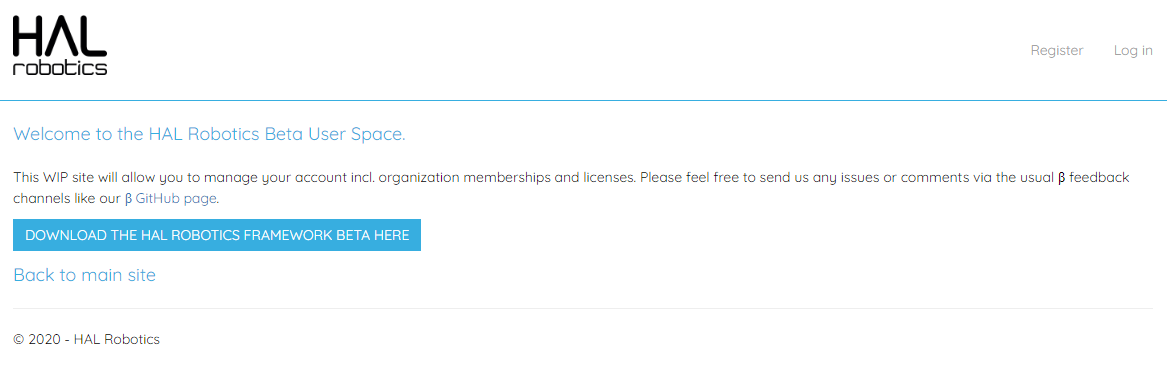 HAL
robotics
Register
Log in
Welcome to the HAL Robotics Beta User Space.
This WIP site will allow you to manage your account incl. organization memberships and licenses. Please feel free to send us any issues or comments via the usual β feedback
channels like our β GitHub page.
DOWNLOAD THE HAL ROBOTICS FRAMEWORK BETA HERE
Back to main site
© 2020 - HAL Robotics